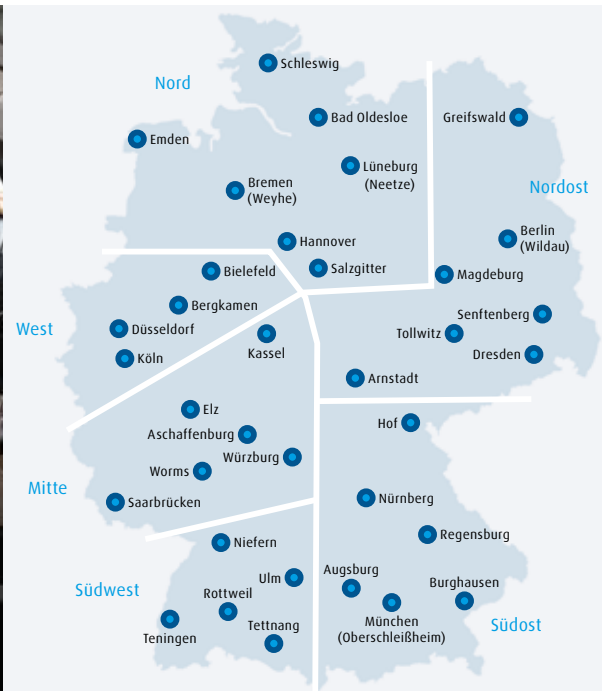 Schleswig
Nord
Bad Oldesloe
Greifswald
Emden
Lüneburg
(Neetze)
Bremen
(Weyhe)
Nordost
Berlin
(Wildau)
Hannover
Salzgitter
Bielefeld
Magdeburg
Bergkamen
Senftenberg
West
Düsseldorf
Tollwitz
Köln
Kassel
Dresden
Arnstadt
Elz
Hof
Aschaffenburg
Würzburg
Worms
Mitte
Nürnberg
Saarbrücken
Regensburg
Niefern
Augsburg
Ulm
Burghausen
Südwest
Rottweil
München
(Oberschleißheim)
Südost
Teningen
Tettnang